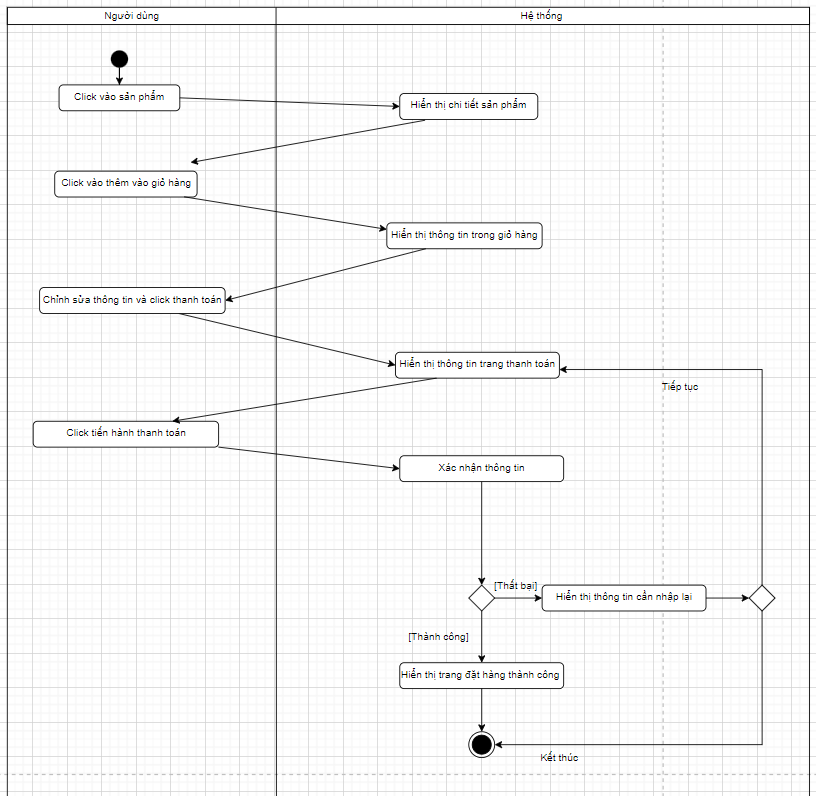 Người dùng
Hệ thống
Click vào sản phẩm
Hiển thị chi tiết sản phẩm
Click vào thêm vào giỏ hàng
Hiển thị thông tin trong giỏ hàng
Chỉnh sửa thông tin và click thanh toán
Hiển thị thông tin trang thanh toán
Tiếp tục
Click tiến hành thanh toán
Xác nhận thông tin
[Thất bại]
Hiển thị thông tin cần nhập lại
[Thành công]
Hiển thị trang đặt hàng thành công
Kết thúc